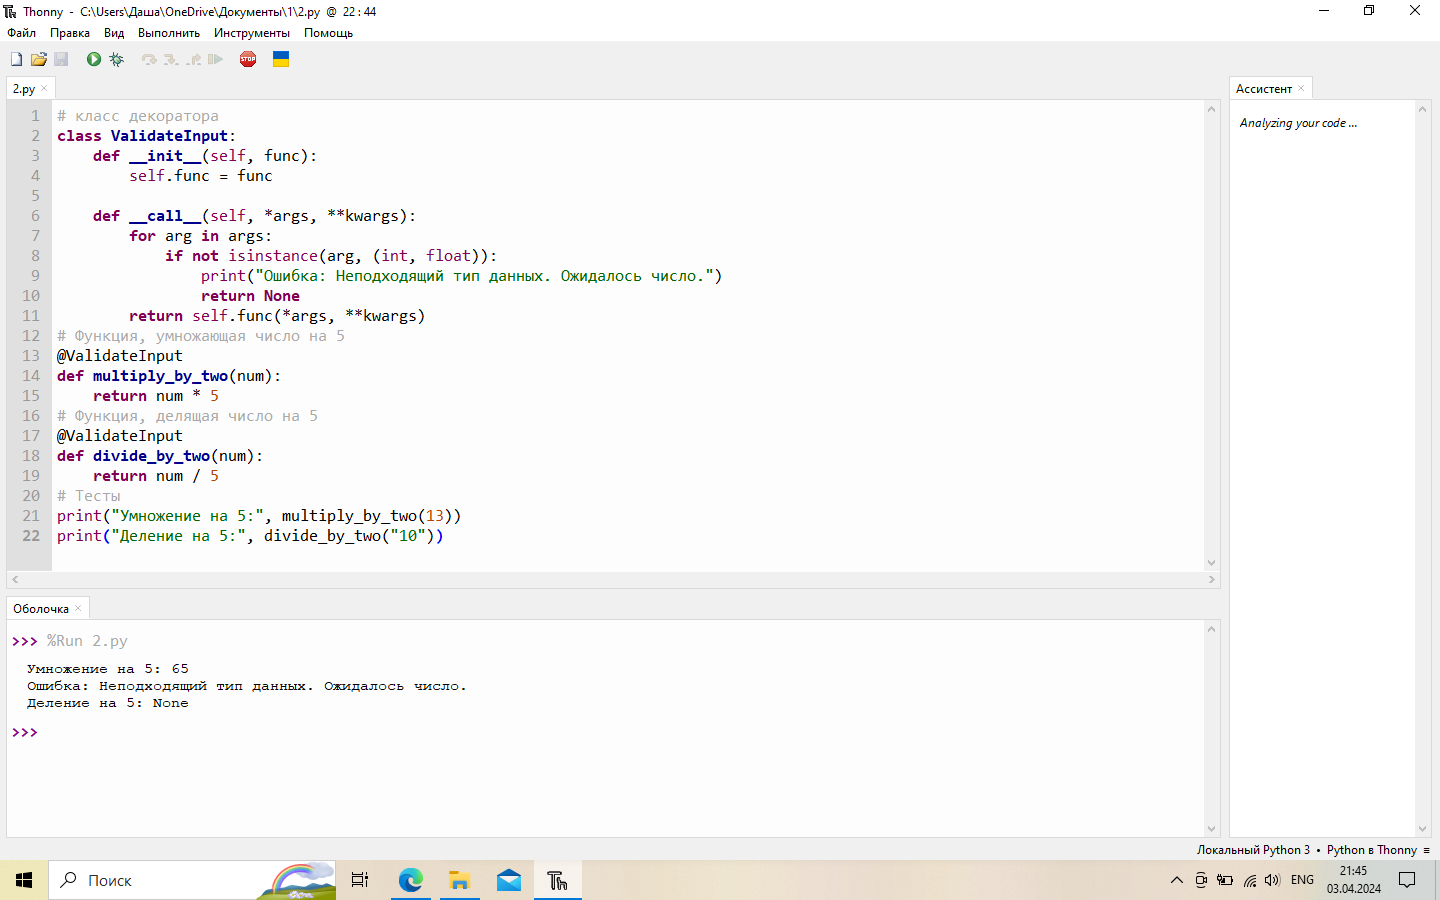 Thonny - C:\Users\Даша\OneDrive\Документы\1\2.py @ 22 : 44
Файл Правка Вид Выполнить Инструменты Помощь
STOP
2.py
1 # класс декоратора
2 class ValidateInput:
3     def __init__(self, func):
4         self.func = func
5
6     def __call__(self, *args, **kwargs):
7         for arg in args:
8             if not isinstance(arg, (int, float)):
9                 print("Ошибка: Неподходящий тип данных. Ожидалось число.")
10                 return None
11         return self.func(*args, **kwargs)
12 # Функция, умножающая число на 5
13 @ValidateInput
14 def multiply_by_two(num):
15     return num * 5
16 # Функция, делящая число на 5
17 @ValidateInput
18 def divide_by_two(num):
19     return num / 5
20 # Тесты
21 print("Умножение на 5:", multiply_by_two(13))
22 print("Деление на 5:", divide_by_two("10"))
Ассистент
Analyzing your code ...
Оболочка
>>> %Run 2.py
Умножение на 5: 65
Ошибка: Неподходящий тип данных. Ожидалось число.
Деление на 5: None
>>>
Локальный Python 3 • Python в Thonny ≡
Поиск
ENG
21:45
03.04.2024